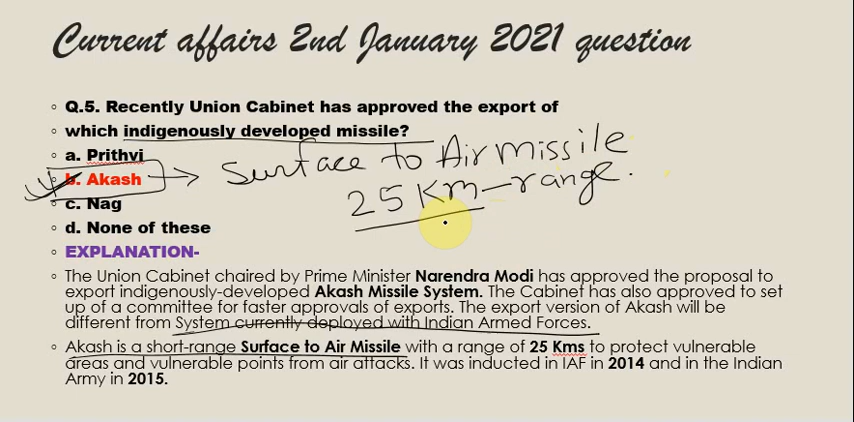 Current affairs 2nd January 2021 question
Q.5. Recently Union Cabinet has approved the export of
which indigenously developed missile?
a. Prithvi
b. Akash
Surface to Air missile
25 Km-range.
c. Nag
d. None of these
EXPLANATION-
The Union Cabinet chaired by Prime Minister Narendra Modi has approved the proposal to
export indigenously-developed Akash Missile System. The Cabinet has also approved to set
up of a committee for faster approvals of exports. The export version of Akash will be
different from System currently deployed with Indian Armed Forces.
Akash is a short-range Surface to Air Missile with a range of 25 Kms to protect vulnerable
areas and vulnerable points from air attacks. It was inducted in IAF in 2014 and in the Indian
Army in 2015.